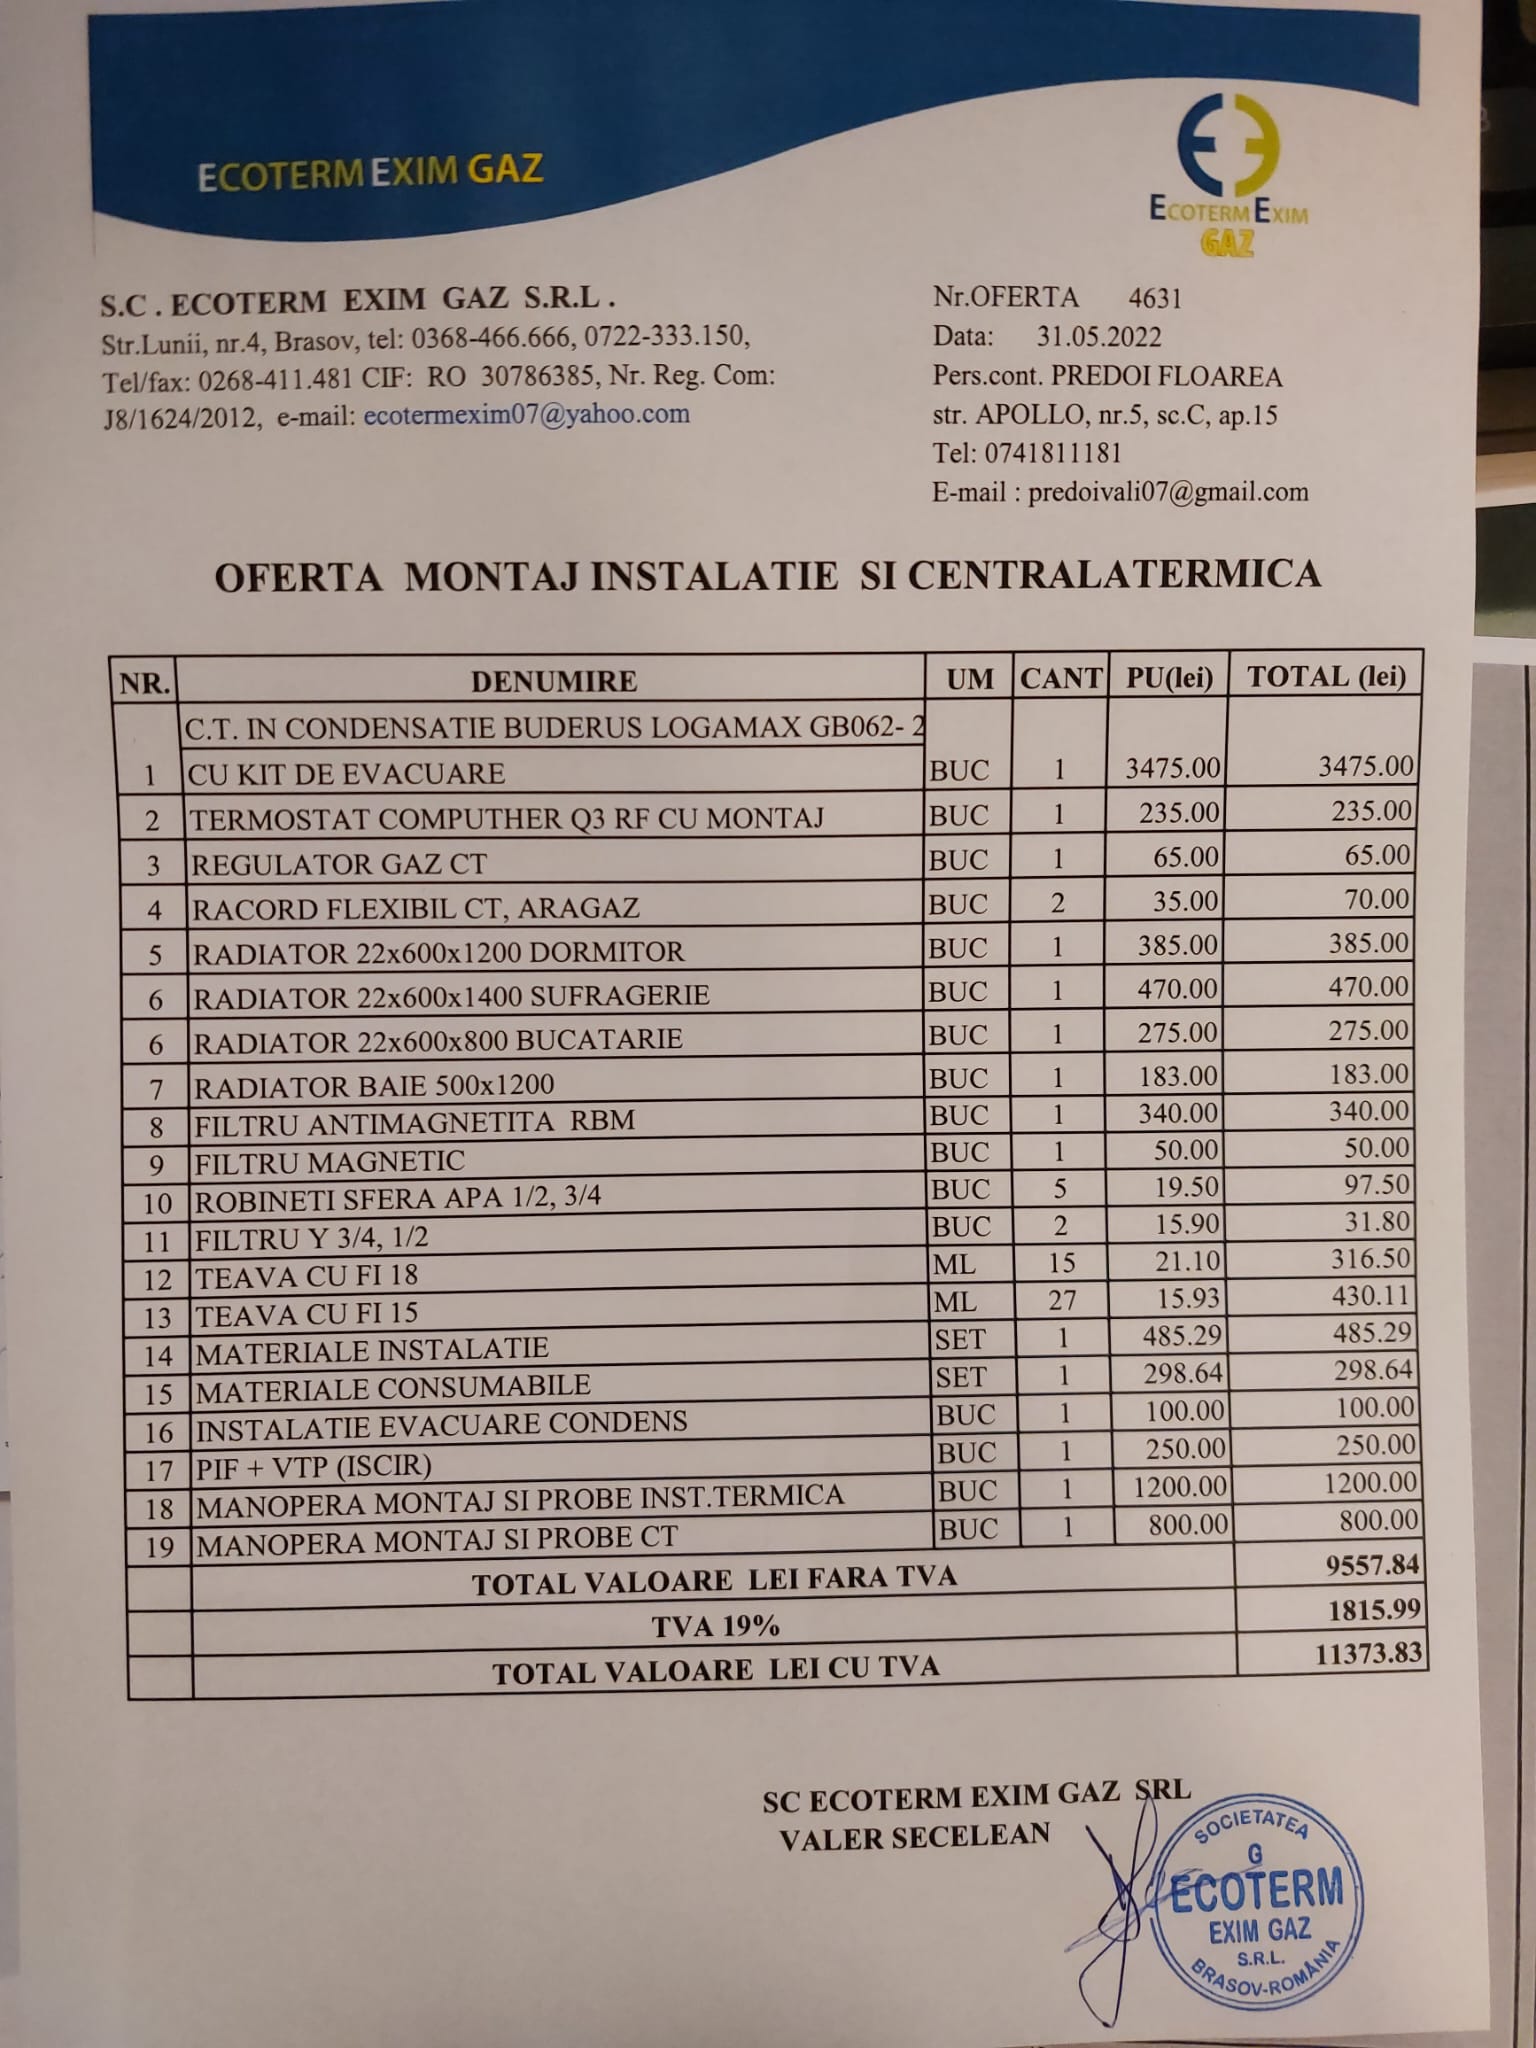 ECOTERM EXIM GAZ
ECOTERM EXIM
GAZ
S.C . ECOTERM EXIM GAZ S.R.L .
Str.Lunii, nr.4, Brasov, tel: 0368-466.666, 0722-333.150,
Tel/fax: 0268-411.481 CIF: RO 30786385, Nr. Reg. Com:
J8/1624/2012, e-mail: ecotermexim07@yahoo.com
Nr.OFERTA 4631
Data: 31.05.2022
Pers.cont. PREDOI FLOAREA
str. APOLLO, nr.5, sc.C, ap.15
Tel: 0741811181
E-mail : predoivali07@gmail.com
OFERTA MONTAJ INSTALATIE SI CENTRALATERMICA
NR. DENUMIRE UM CANT PU(lei) TOTAL (lei)
C.T. IN CONDENSATIE BUDERUS LOGAMAX GB062- 2
1 CU KIT DE EVACUARE BUC 1 3475.00 3475.00
2 TERMOSTAT COMPUTHER Q3 RF CU MONTAJ BUC 1 235.00 235.00
3 REGULATOR GAZ CT BUC 1 65.00 65.00
4 RACORD FLEXIBIL CT, ARAGAZ BUC 2 35.00 70.00
5 RADIATOR 22x600x1200 DORMITOR BUC 1 385.00 385.00
6 RADIATOR 22x600x1400 SUFRAGERIE BUC 1 470.00 470.00
6 RADIATOR 22x600x800 BUCATARIE BUC 1 275.00 275.00
7 RADIATOR BAIE 500x1200 BUC 1 183.00 183.00
8 FILTRU ANTIMAGNETITA RBM BUC 1 340.00 340.00
9 FILTRU MAGNETIC BUC 1 50.00 50.00
10 ROBINETI SFERA APA 1/2, 3/4 BUC 5 19.50 97.50
11 FILTRU Y 3/4, 1/2 BUC 2 15.90 31.80
12 TEAVA CU FI 18 ML 15 21.10 316.50
13 TEAVA CU FI 15 ML 27 15.93 430.11
14 MATERIALE INSTALATIE SET 1 485.29 485.29
15 MATERIALE CONSUMABILE SET 1 298.64 298.64
16 INSTALATIE EVACUARE CONDENS BUC 1 100.00 100.00
17 PIF + VTP (ISCIR) BUC 1 250.00 250.00
18 MANOPERA MONTAJ SI PROBE INST.TERMICA BUC 1 1200.00 1200.00
19 MANOPERA MONTAJ SI PROBE CT BUC 1 800.00 800.00
TOTAL VALOARE LEI FARA TVA 9557.84
TVA 19% 1815.99
TOTAL VALOARE LEI CU TVA 11373.83
SC ECOTERM EXIM GAZ SRL
VALER SECELEAN
SOCIETATEA
G
ECOTERM
EXIM GAZ
S.R.L.
BRASOV-ROMÂNIA